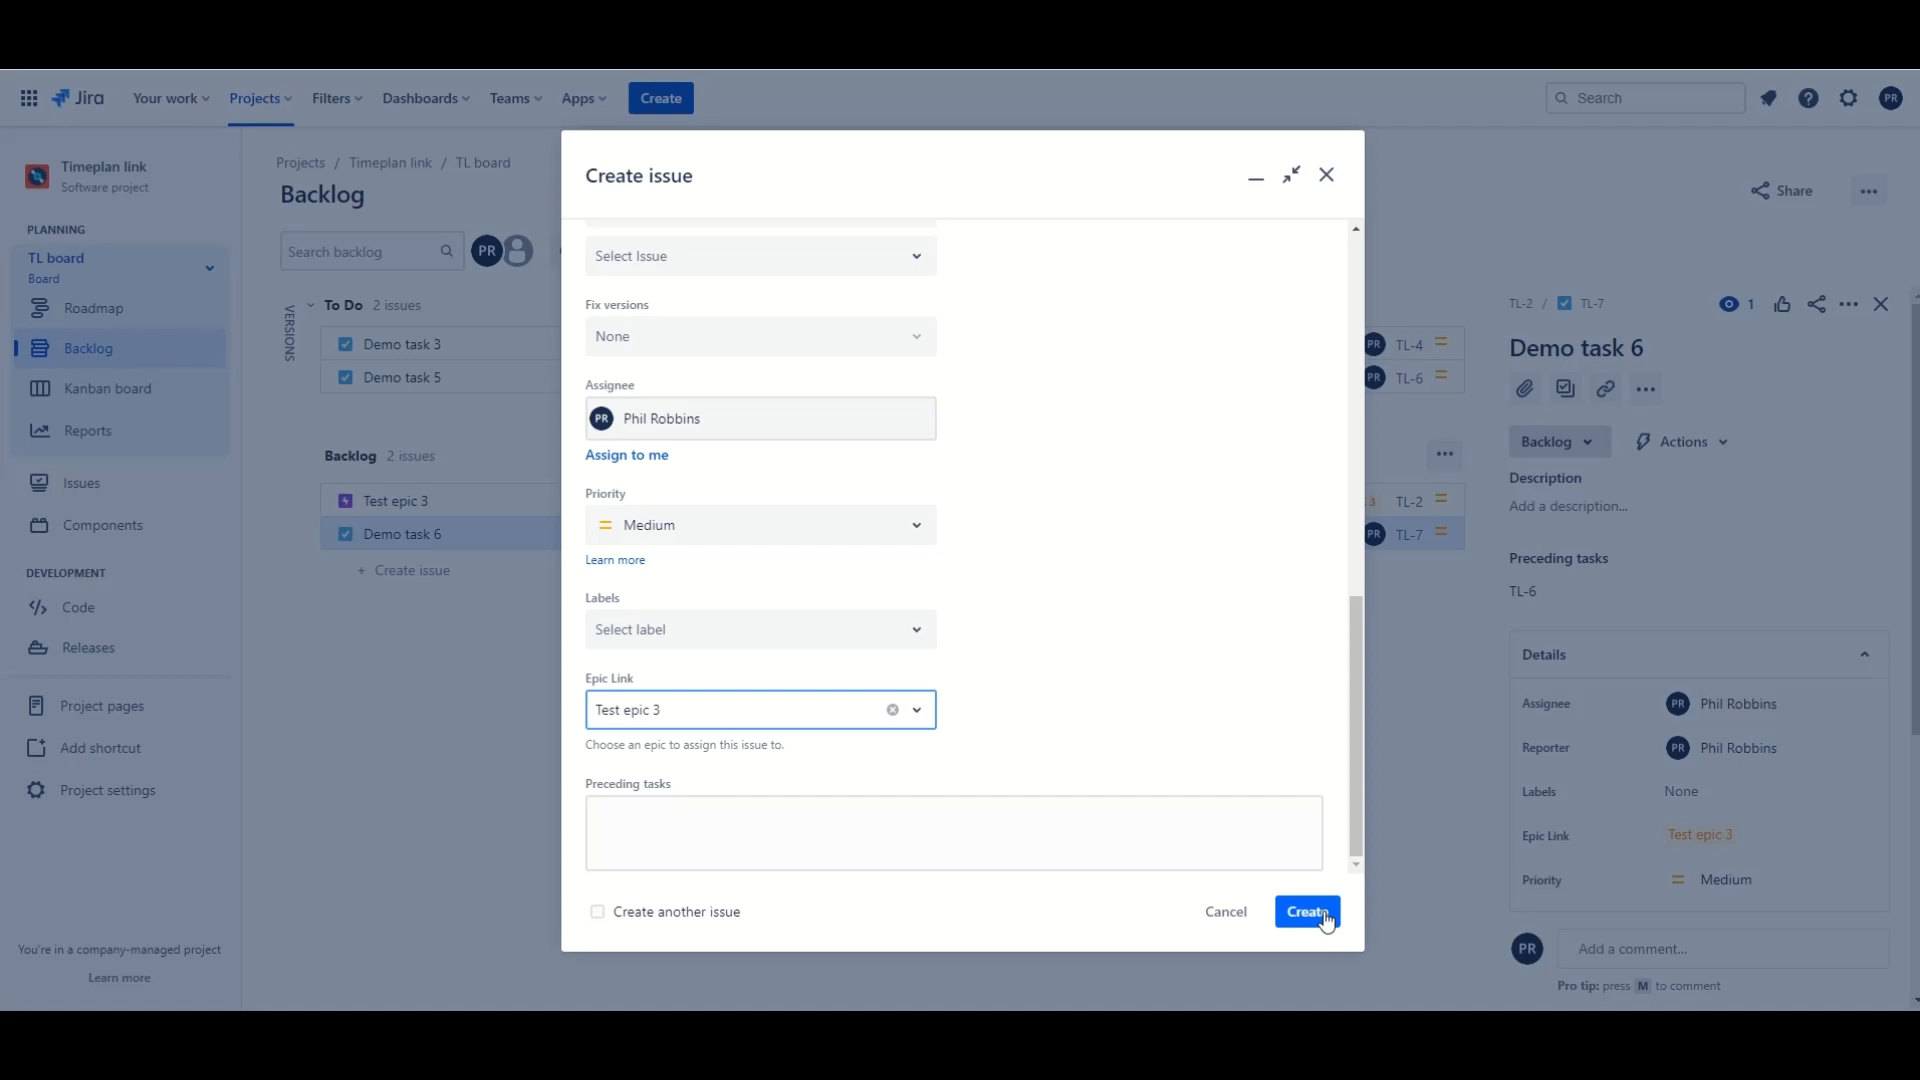 Jira
Your work
Projects
Filters
Dashboards
Teams
Apps
Create
Search
PR
Timeplan link
Software project
PLANNING
TL board
Board
Roadmap
Backlog
Kanban board
Reports
Issues
Components
DEVELOPMENT
Code
Releases
Project pages
Add shortcut
Project settings
You're in a company-managed project
Learn more
Projects / Timeplan link / TL board
Backlog
Share
Search backlog
PR
VERSIONS
To Do 2 issues
Demo task 3
PR TL-4
Demo task 5
PR TL-6
Backlog 2 issues
Test epic 3
3 TL-2
Demo task 6
PR TL-7
+ Create issue
Create issue
Select Issue
Fix versions
None
Assignee
PR Phil Robbins
Assign to me
Priority
Medium
Learn more
Labels
Select label
Epic Link
Test epic 3
Choose an epic to assign this issue to.
Preceding tasks
Create another issue
Cancel
Create
TL-2 / TL-7
1
Demo task 6
Backlog
Actions
Description
Add a description...
Preceding tasks
TL-6
Details
Assignee PR Phil Robbins
Reporter PR Phil Robbins
Labels None
Epic Link Test epic 3
Priority Medium
PR Add a comment...
Pro tip: press M to comment